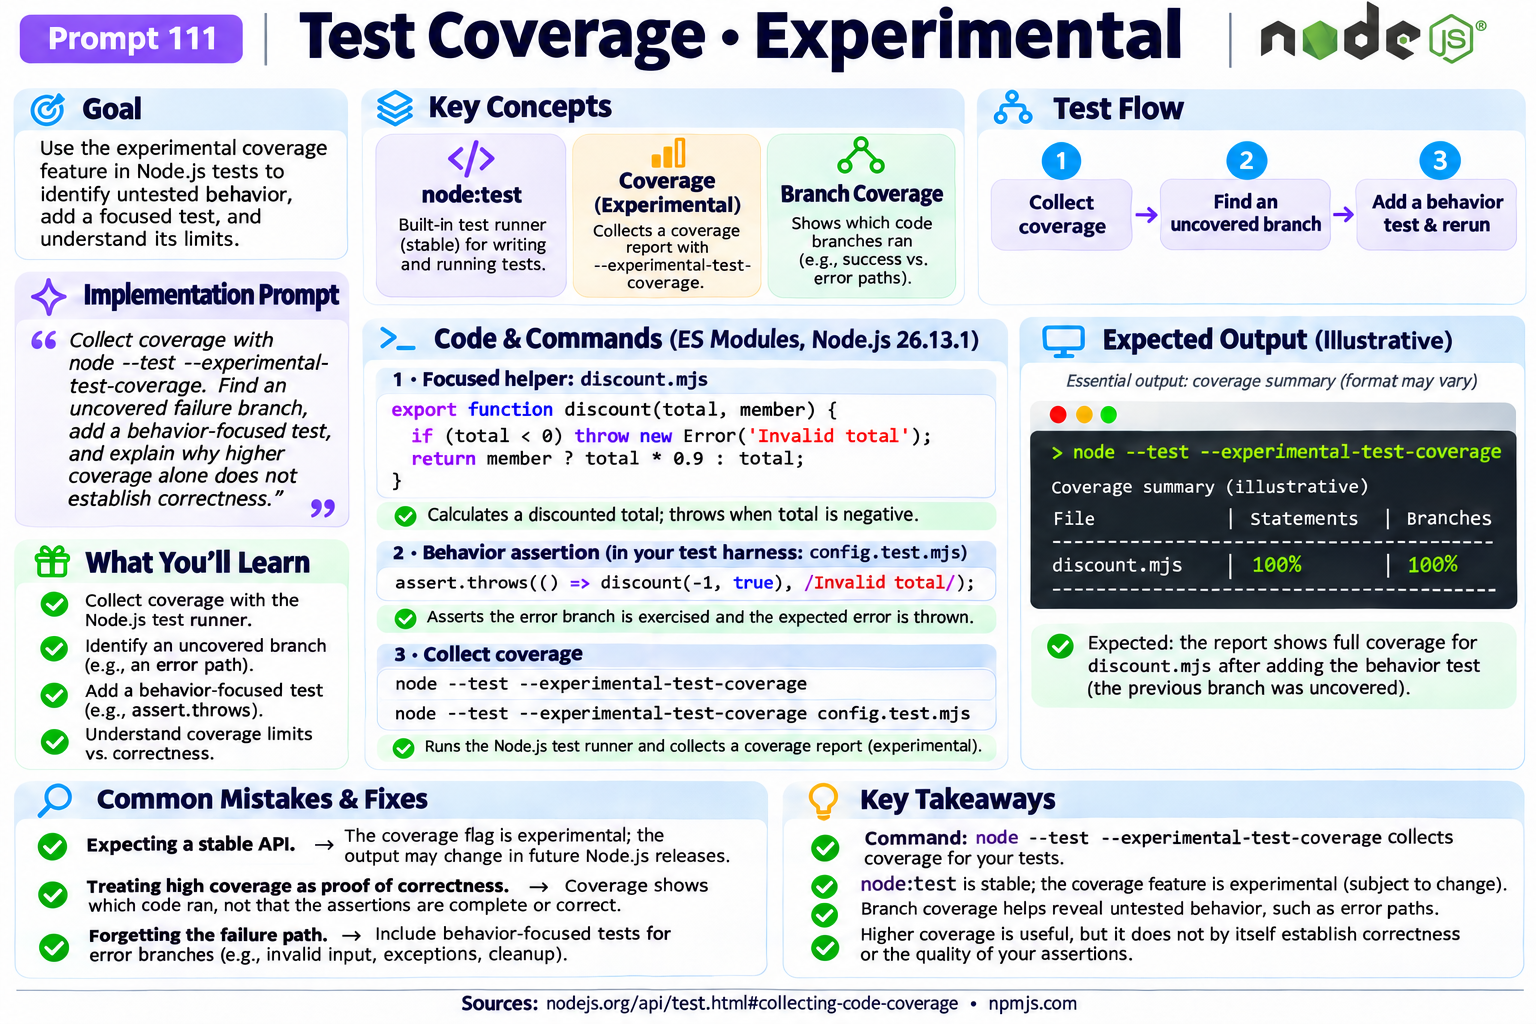 Prompt 111
Test Coverage • Experimental
node JS®
Goal
Use the experimental coverage
feature in Node.js tests to
identify untested behavior,
add a focused test, and
understand its limits.
Implementation Prompt
“ Collect coverage with
node --test --experimental-
test-coverage. Find an
uncovered failure branch,
add a behavior-focused test,
and explain why higher
coverage alone does not
establish correctness.”
”
What You’ll Learn
Collect coverage with the
Node.js test runner.
Identify an uncovered branch
(e.g., an error path).
Add a behavior-focused test
(e.g., assert.throws).
Understand coverage limits
vs. correctness.
Key Concepts
</>
node:test
Built-in test runner
(stable) for writing
and running tests.
Coverage
(Experimental)
Collects a coverage
report with
--experimental-test-
coverage.
Branch Coverage
Shows which code
branches ran
(e.g., success vs.
error paths).
Test Flow
1
Collect
coverage
2
Find an
uncovered branch
3
Add a behavior
test & rerun
>_ Code & Commands (ES Modules, Node.js 26.13.1)
1 • Focused helper: discount.mjs
export function discount(total, member) {
if (total < 0) throw new Error('Invalid total');
return member ? total * 0.9 : total;
}
Calculates a discounted total; throws when total is negative.
2 • Behavior assertion (in your test harness: config.test.mjs)
assert.throws(() => discount(-1, true), /Invalid total/);
Asserts the error branch is exercised and the expected error is thrown.
3 • Collect coverage
node --test --experimental-test-coverage
node --test --experimental-test-coverage config.test.mjs
Runs the Node.js test runner and collects a coverage report (experimental).
Expected Output (Illustrative)
Essential output: coverage summary (format may vary)
> node --test --experimental-test-coverage
Coverage summary (illustrative)
File | Statements | Branches
------------------------------------------
discount.mjs | 100% | 100%
------------------------------------------
Expected: the report shows full coverage for
discount.mjs after adding the behavior test
(the previous branch was uncovered).
Common Mistakes & Fixes
Expecting a stable API. → The coverage flag is experimental; the
output may change in future Node.js releases.
Treating high coverage as proof of correctness. → Coverage shows
which code ran, not that the assertions are complete or correct.
Forgetting the failure path. → Include behavior-focused tests for
error branches (e.g., invalid input, exceptions, cleanup).
Key Takeaways
Command: node --test --experimental-test-coverage collects
coverage for your tests.
node:test is stable; the coverage feature is experimental (subject to change).
Branch coverage helps reveal untested behavior, such as error paths.
Higher coverage is useful, but it does not by itself establish correctness
or the quality of your assertions.
Sources: nodejs.org/api/test.html#collecting-code-coverage • npmjs.com